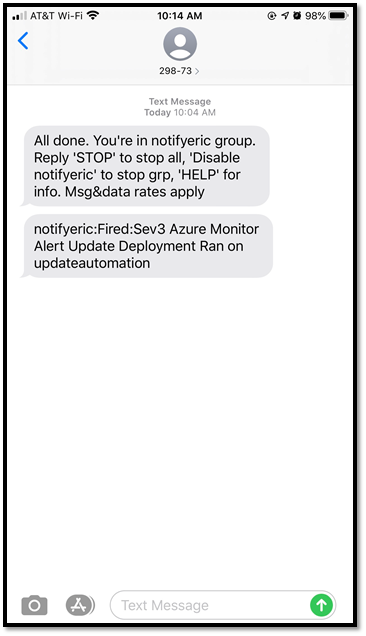 AT&T Wi-Fi 10:14 AM 98%
298-73 >
Text Message
Today 10:04 AM
All done. You're in notifyeric group.
Reply 'STOP' to stop all, 'Disable
notifyeric' to stop grp, 'HELP' for
info. Msg&data rates apply
notifyeric:Fired:Sev3 Azure Monitor
Alert Update Deployment Ran on
updateautomation
Text Message